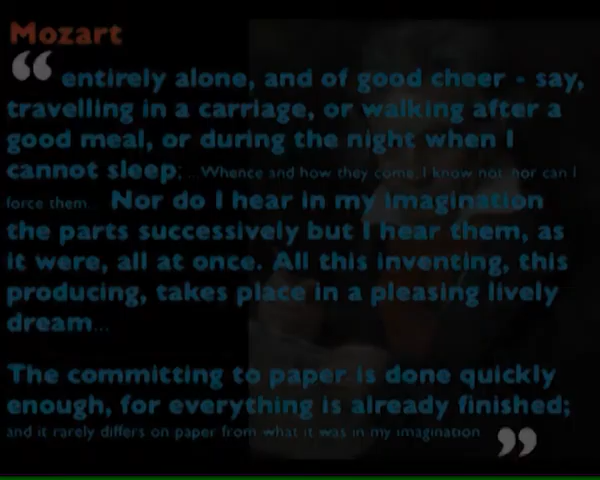 Mozart
“ entirely alone, and of good cheer - say,
travelling in a carriage, or walking after a
good meal, or during the night when I
cannot sleep; ...Whence and how they come, I know not, nor can I
force them... Nor do I hear in my imagination
the parts successively but I hear them, as
it were, all at once. All this inventing, this
producing, takes place in a pleasing lively
dream...
The committing to paper is done quickly
enough, for everything is already finished;
and it rarely differs on paper from what it was in my imagination ”